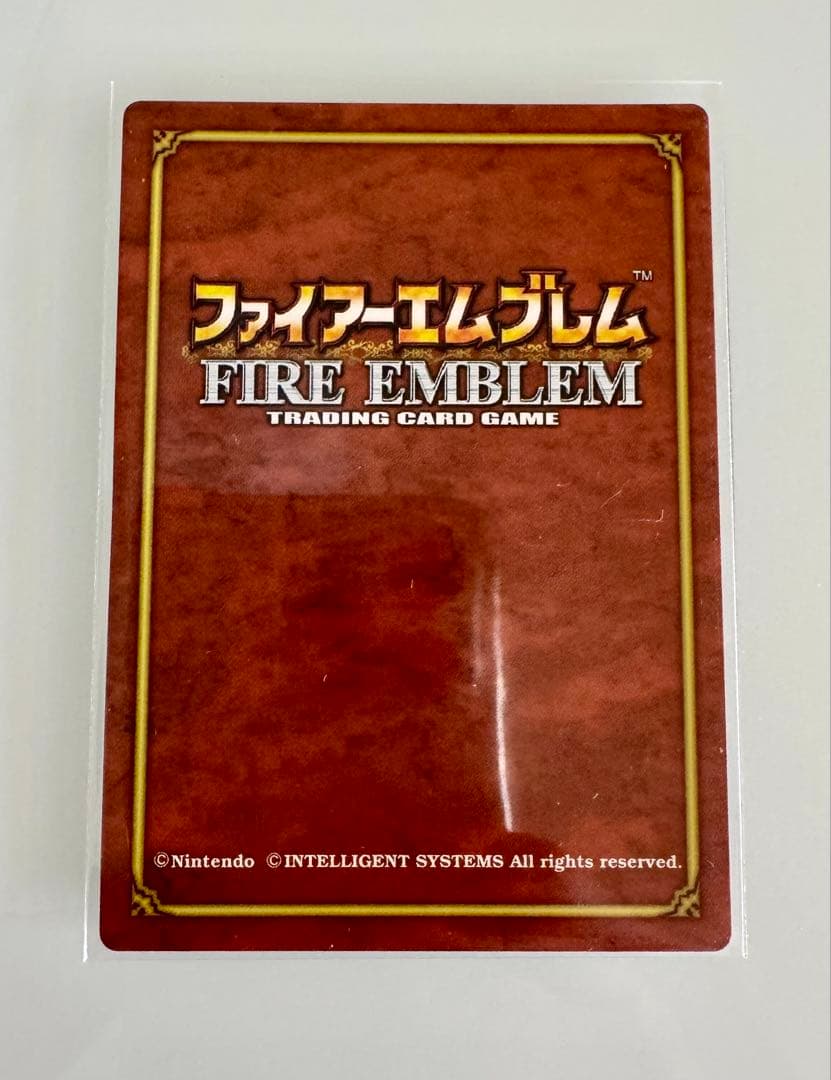 ファイアーエムブレム™
FIRE EMBLEM
TRADING CARD GAME
©Nintendo ©INTELLIGENT SYSTEMS All rights reserved.